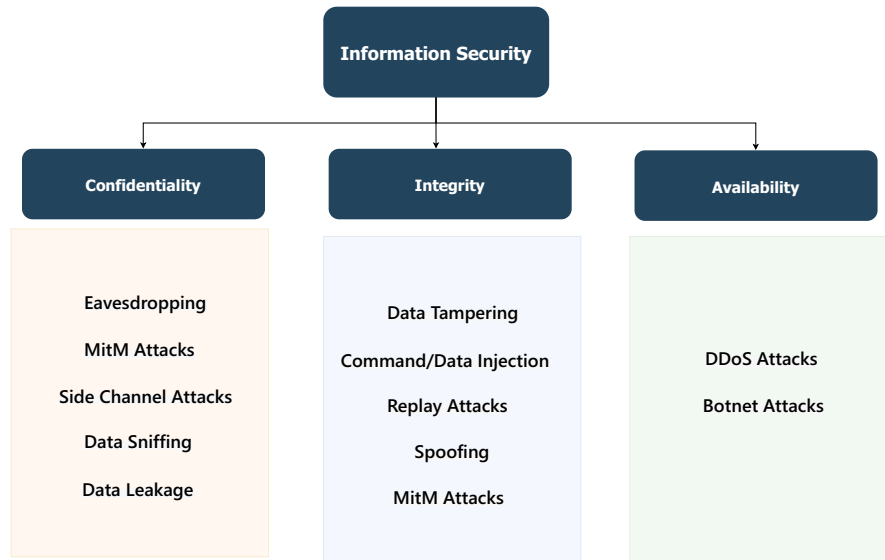 Information Security
Confidentiality
Integrity
Availability
Eavesdropping
MitM Attacks
Side Channel Attacks
Data Sniffing
Data Leakage
Data Tampering
Command/Data Injection
Replay Attacks
Spoofing
MitM Attacks
DDoS Attacks
Botnet Attacks